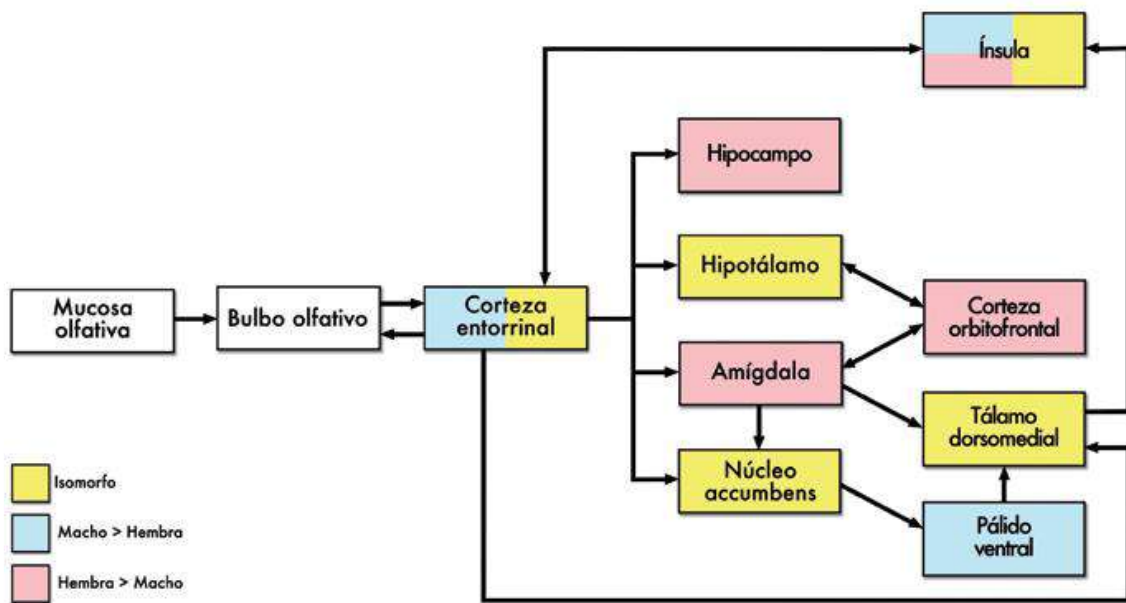 Ínsula
Hipocampo
Hipotálamo
Mucosa
olfativa
Bulbo olfativo
Corteza
entorrinal
Corteza
orbitofrontal
Amígdala
Tálamo
dorsomedial
Núcleo
accumbens
Pálido
ventral
Isomorfo
Macho > Hembra
Hembra > Macho